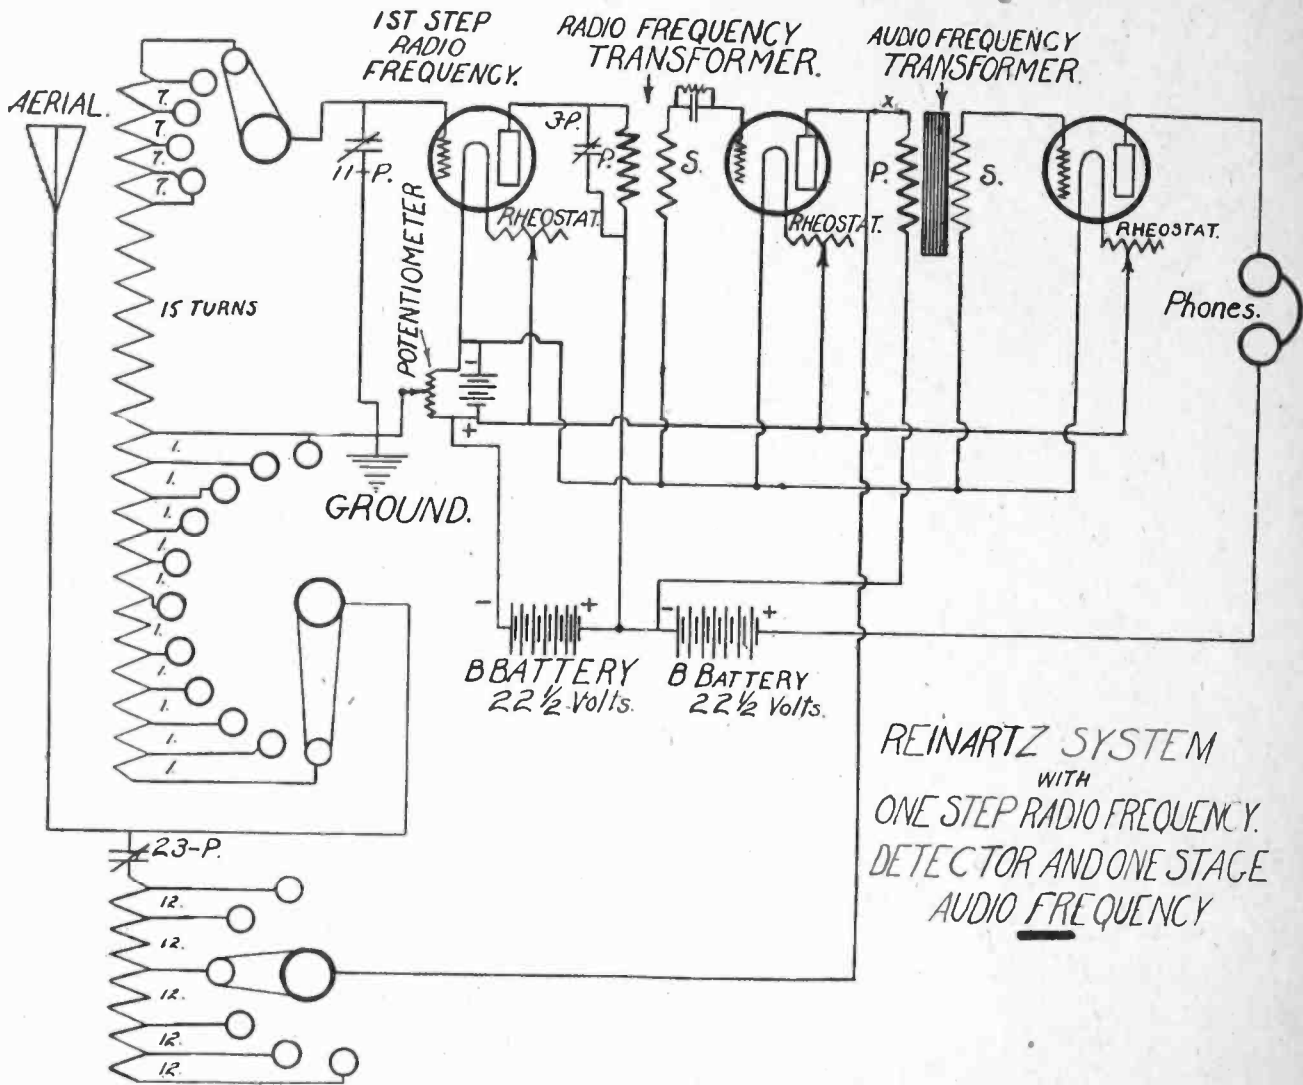 1ST STEP
RADIO
FREQUENCY.
RADIO FREQUENCY
TRANSFORMER.
AUDIO FREQUENCY
TRANSFORMER.
AERIAL.
7.
7.
7.
7.
11-P.
3P.
P.
S.
x.
P.
S.
RHEOSTAT.
RHEOSTAT.
RHEOSTAT.
POTENTIOMETER
15 TURNS
Phones.
-
+
1.
1.
1.
1.
1.
1.
1.
1.
1.
1.
GROUND.
-
+
-
+
B BATTERY
22 ½ Volts.
B BATTERY
22 ½ Volts.
REINARTZ SYSTEM
WITH
ONE STEP RADIO FREQUENCY.
DETECTOR AND ONE STAGE
AUDIO FREQUENCY
23-P.
12.
12.
12.
12.
12.